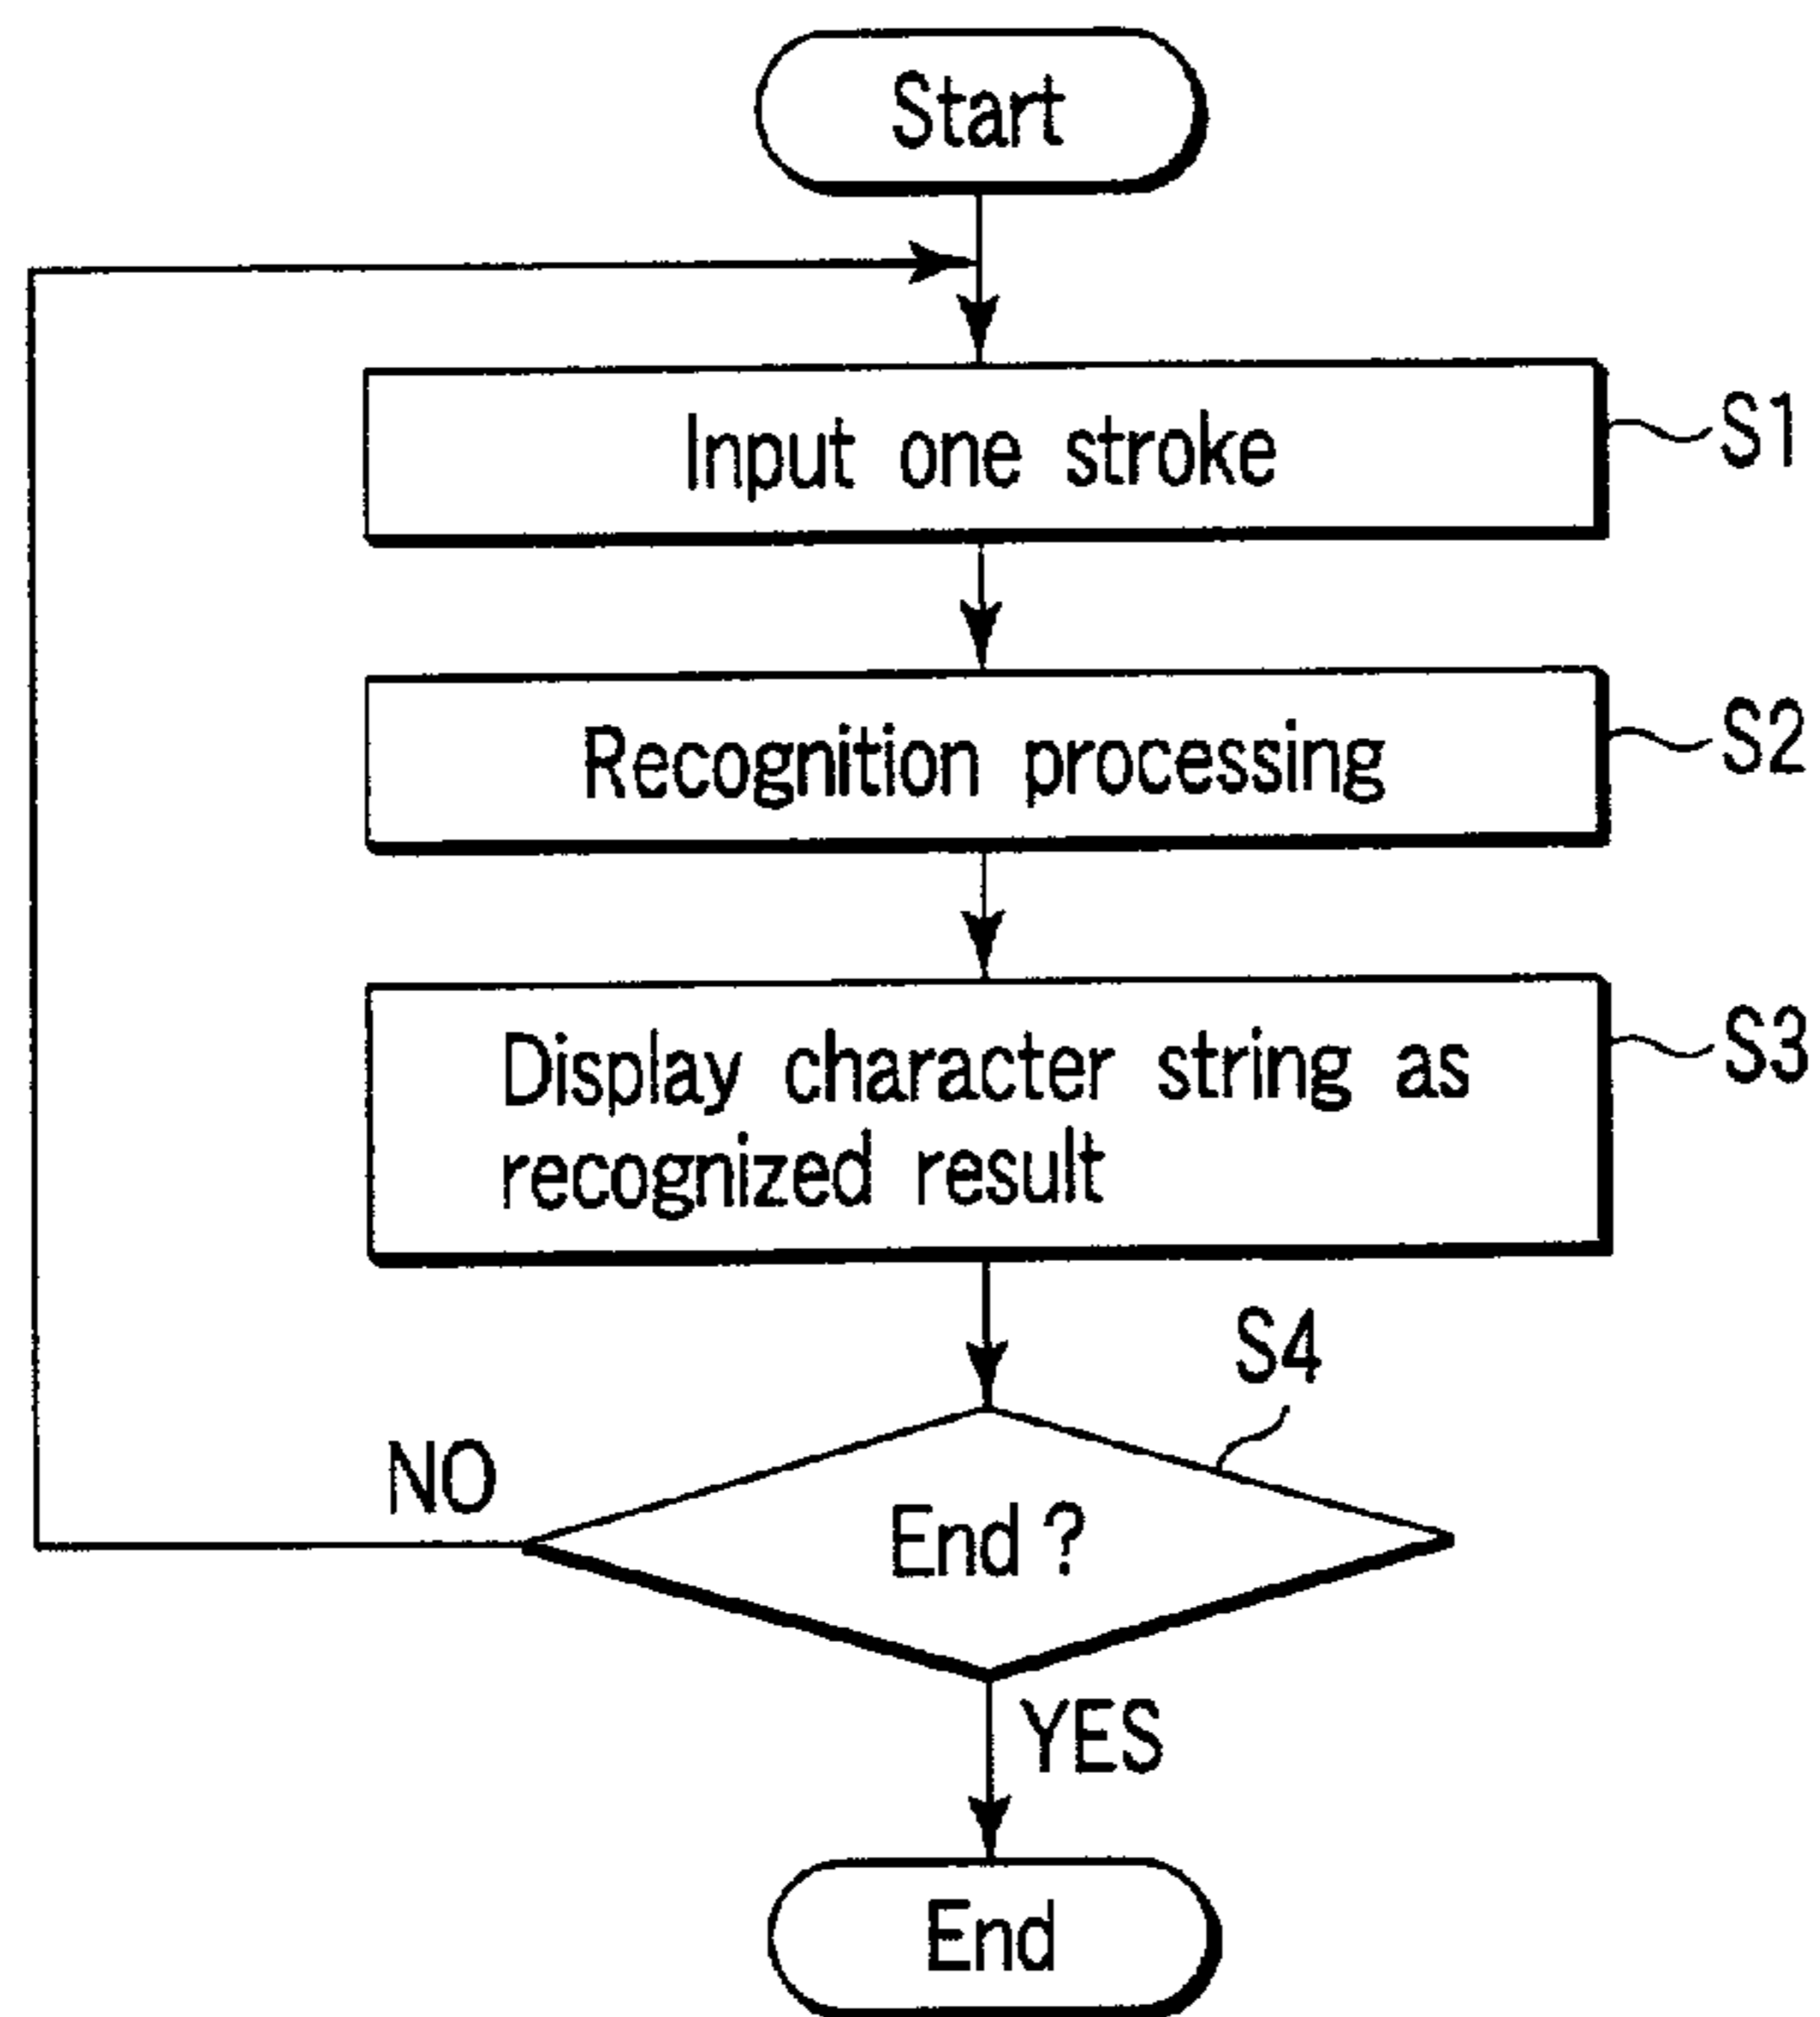 Start
Input one stroke
S1
Recognition processing
S2
Display character string as
recognized result
S3
S4
NO
End ?
YES
End